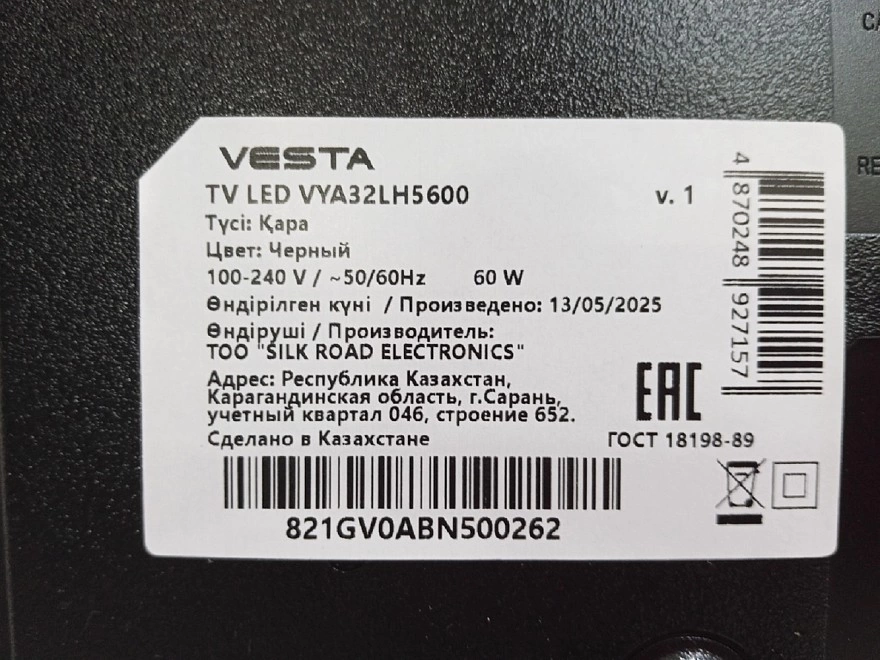 VESTA
TV LED VYA32LH5600 v. 1
Түсі: Қара
Цвет: Черный
100-240 V / ~50/60Hz 60 W
Өндірілген күні / Произведено: 13/05/2025
Өндіруші / Производитель:
ТОО "SILK ROAD ELECTRONICS"
Адрес: Республика Казахстан,
Карагандинская область, г.Сарань,
учетный квартал 046, строение 652.
Сделано в Казахстане
EAC
ГОСТ 18198-89
821GV0ABN500262
4 870248 927157
CA
RE